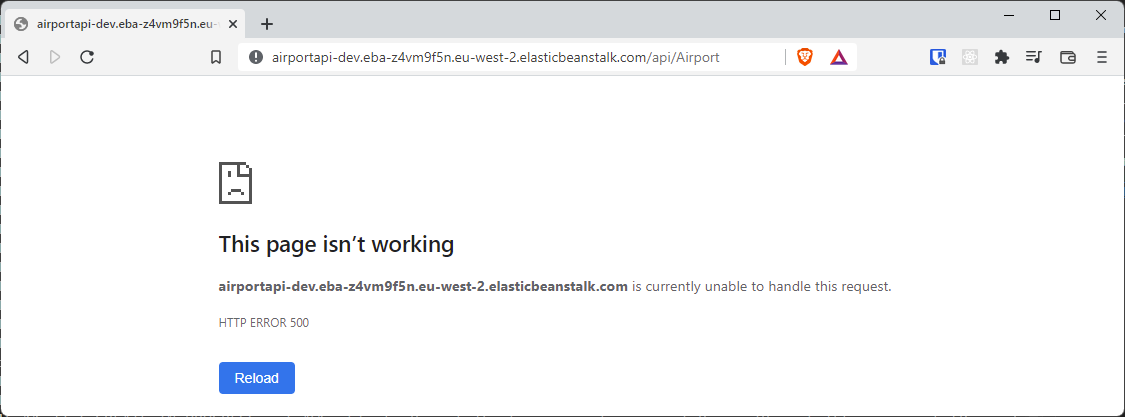 airportapi-dev.eba-z4vm9f5n.eu-
airportapi-dev.eba-z4vm9f5n.eu-west-2.elasticbeanstalk.com/api/Airport
This page isn’t working
airportapi-dev.eba-z4vm9f5n.eu-west-2.elasticbeanstalk.com is currently unable to handle this request.
HTTP ERROR 500
Reload